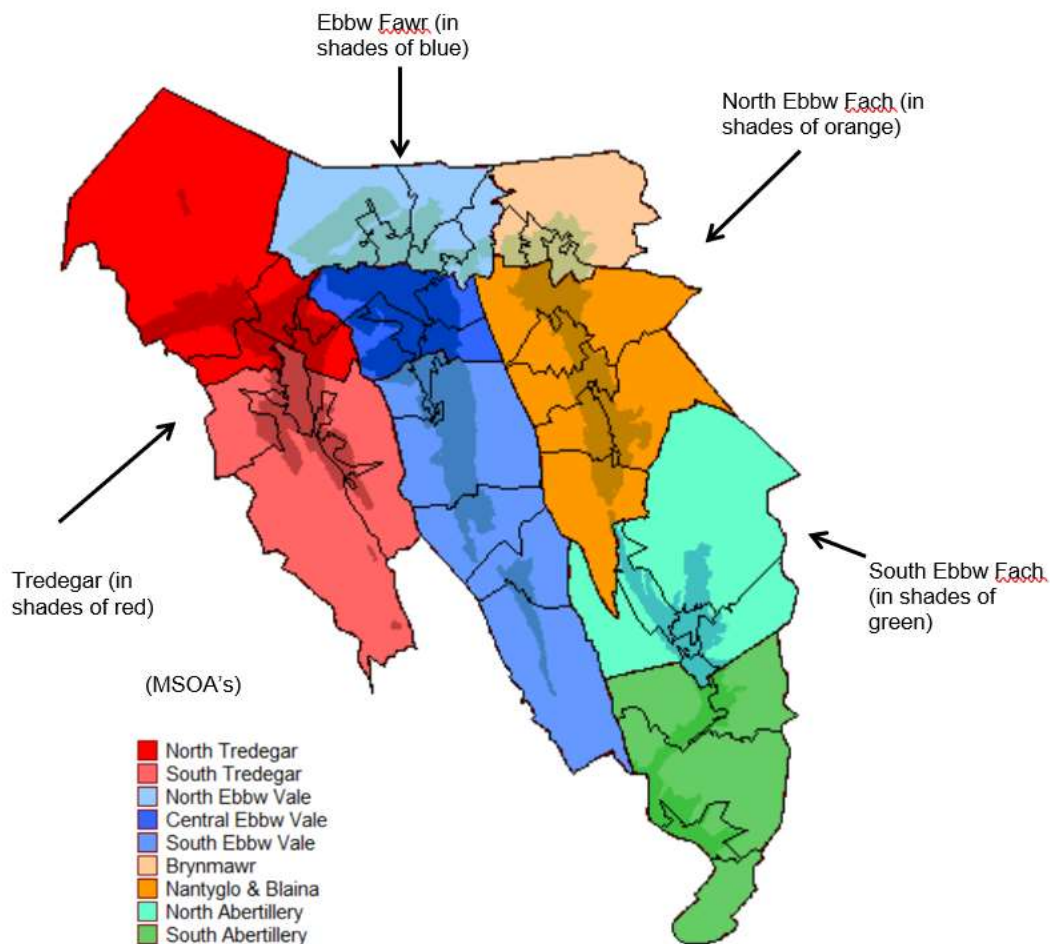 Ebbw Fawr (in
shades of blue)
North Ebbw Fach (in
shades of orange)
Tredegar (in
shades of red)
South Ebbw Fach
(in shades of
green)
(MSOA's)
North Tredegar
South Tredegar
North Ebbw Vale
Central Ebbw Vale
South Ebbw Vale
Brynmawr
Nantyglo & Blaina
North Abertillery
South Abertillery